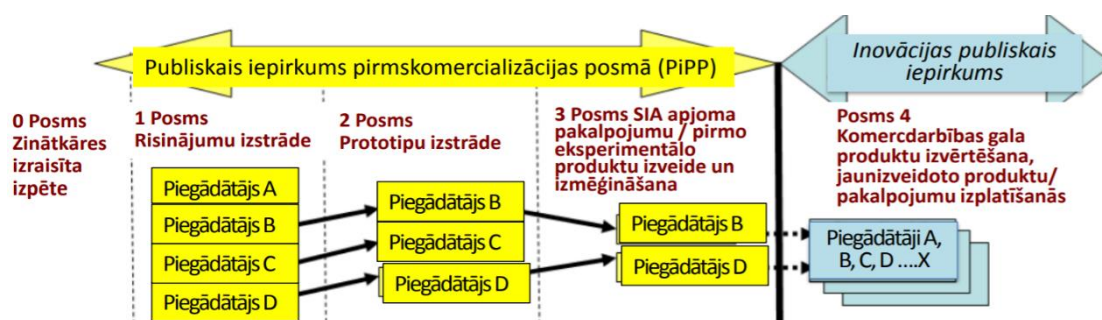 Publiskais iepirkums pirmskomercializācijas posmā (PiPP)
Inovācijas publiskais
iepirkums
0 Posms
Zinātkāres
izraisīta
izpēte
1 Posms
Risinājumu izstrāde
2 Posms
Prototipu izstrāde
3 Posms SIA apjoma
pakalpojumu / pirmo
eksperimentālo
produktu izveide un
izmēģināšana
Posms 4
Komercdarbības gala
produktu izvērtēšana,
jaunizveidoto produktu/
pakalpojumu izplatīšanās
Piegādātājs A
Piegādātājs B
Piegādātājs C
Piegādātājs D
Piegādātājs B
Piegādātājs C
Piegādātājs D
Piegādātājs B
Piegādātājs D
Piegādātāji A,
B, C, D ....X